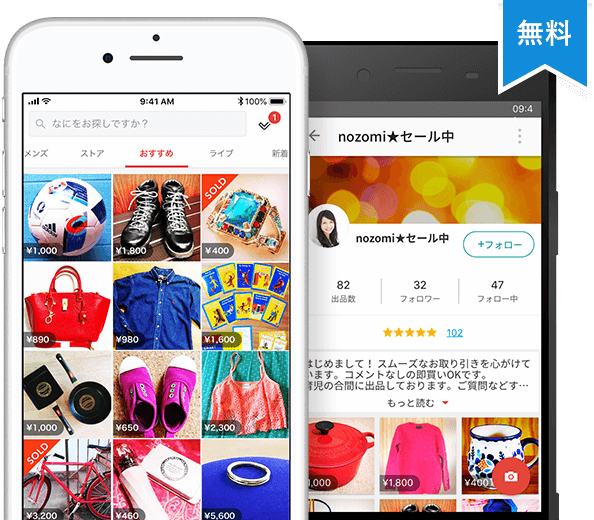 無料
9:41 AM
100%
なにをお探しですか?
1
メンズ
ストア
おすすめ
ライブ
新着
SOLD
¥1,000
¥1,800
¥400
¥890
¥980
¥1,600
¥1,000
¥650
¥2,300
SOLD
¥3,200
¥460
¥5,600
09:4
nozomi★セール中
nozomi★セール中
+フォロー
82
32
47
出品数
フォロワー
フォロー中
102
はじめまして! スムーズなお取り引きを心がけて
います。コメントなしの即買いOKです。
育児の合間に出品しております。ご質問などす…
もっと読む
,000
¥1,800
¥400